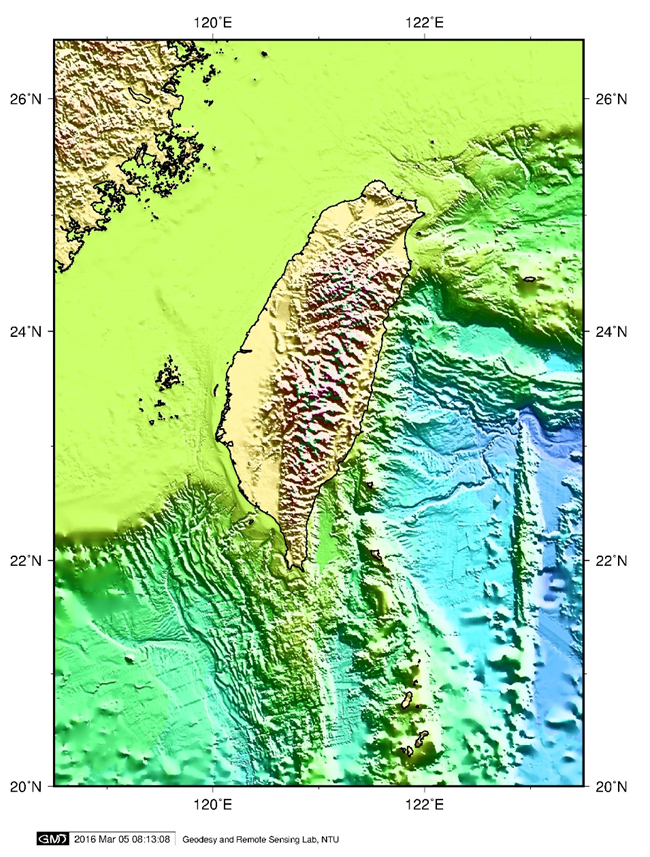 120˚E 122˚E
26˚N 26˚N
24˚N 24˚N
22˚N 22˚N
20˚N 20˚N
120˚E 122˚E
GMD 2016 Mar 05 08:13:08 Geodesy and Remote Sensing Lab, NTU